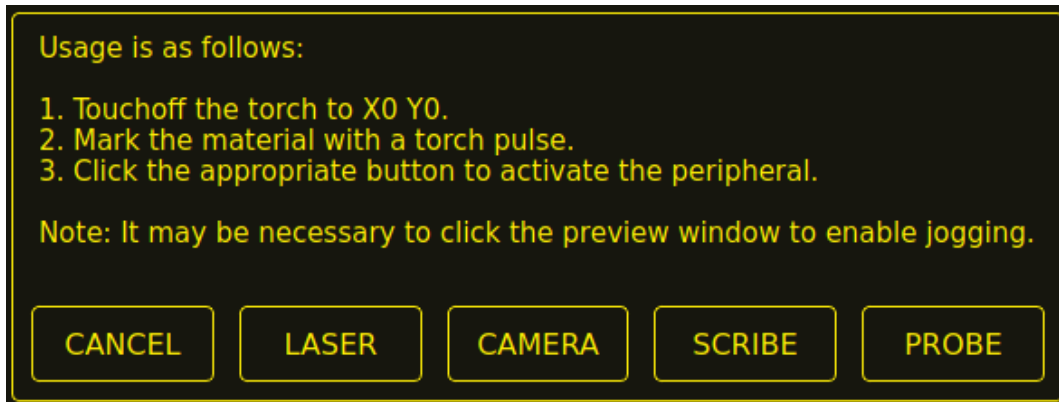 Usage is as follows:
1. Touchoff the torch to X0 Y0.
2. Mark the material with a torch pulse.
3. Click the appropriate button to activate the peripheral.
Note: It may be necessary to click the preview window to enable jogging.
CANCEL LASER CAMERA SCRIBE PROBE